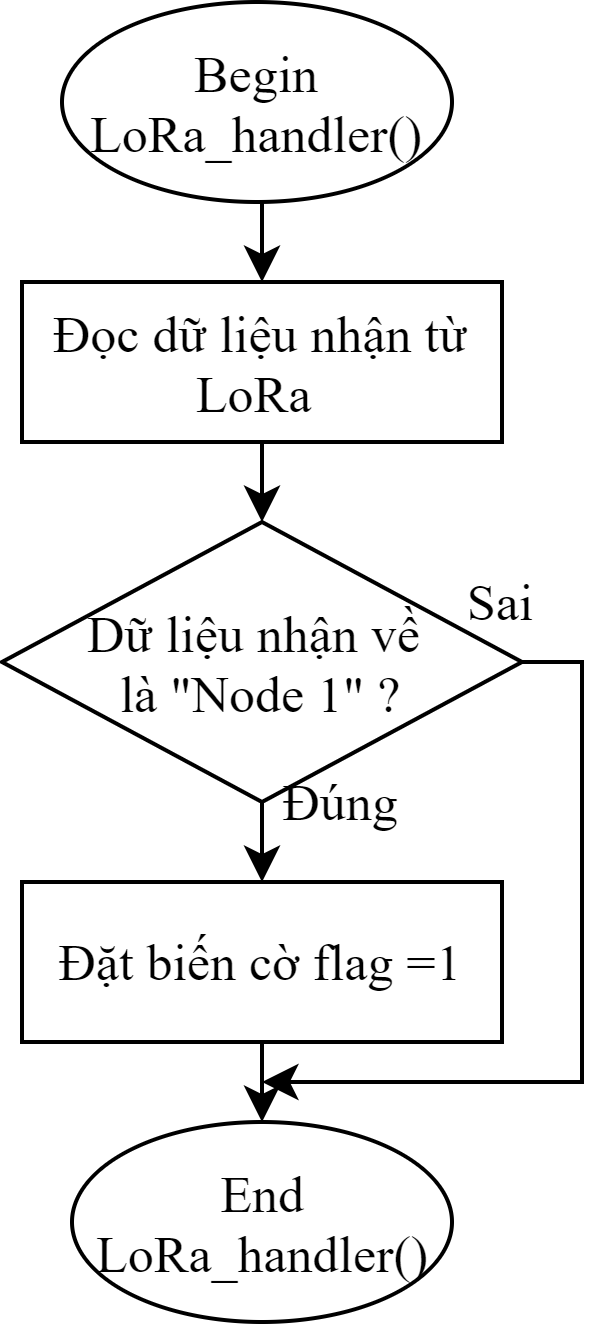 Begin
LoRa_handler()
Đọc dữ liệu nhận từ
LoRa
Sai
Dữ liệu nhận về
là "Node 1" ?
Đúng
Đặt biến cờ flag =1
End
LoRa_handler()